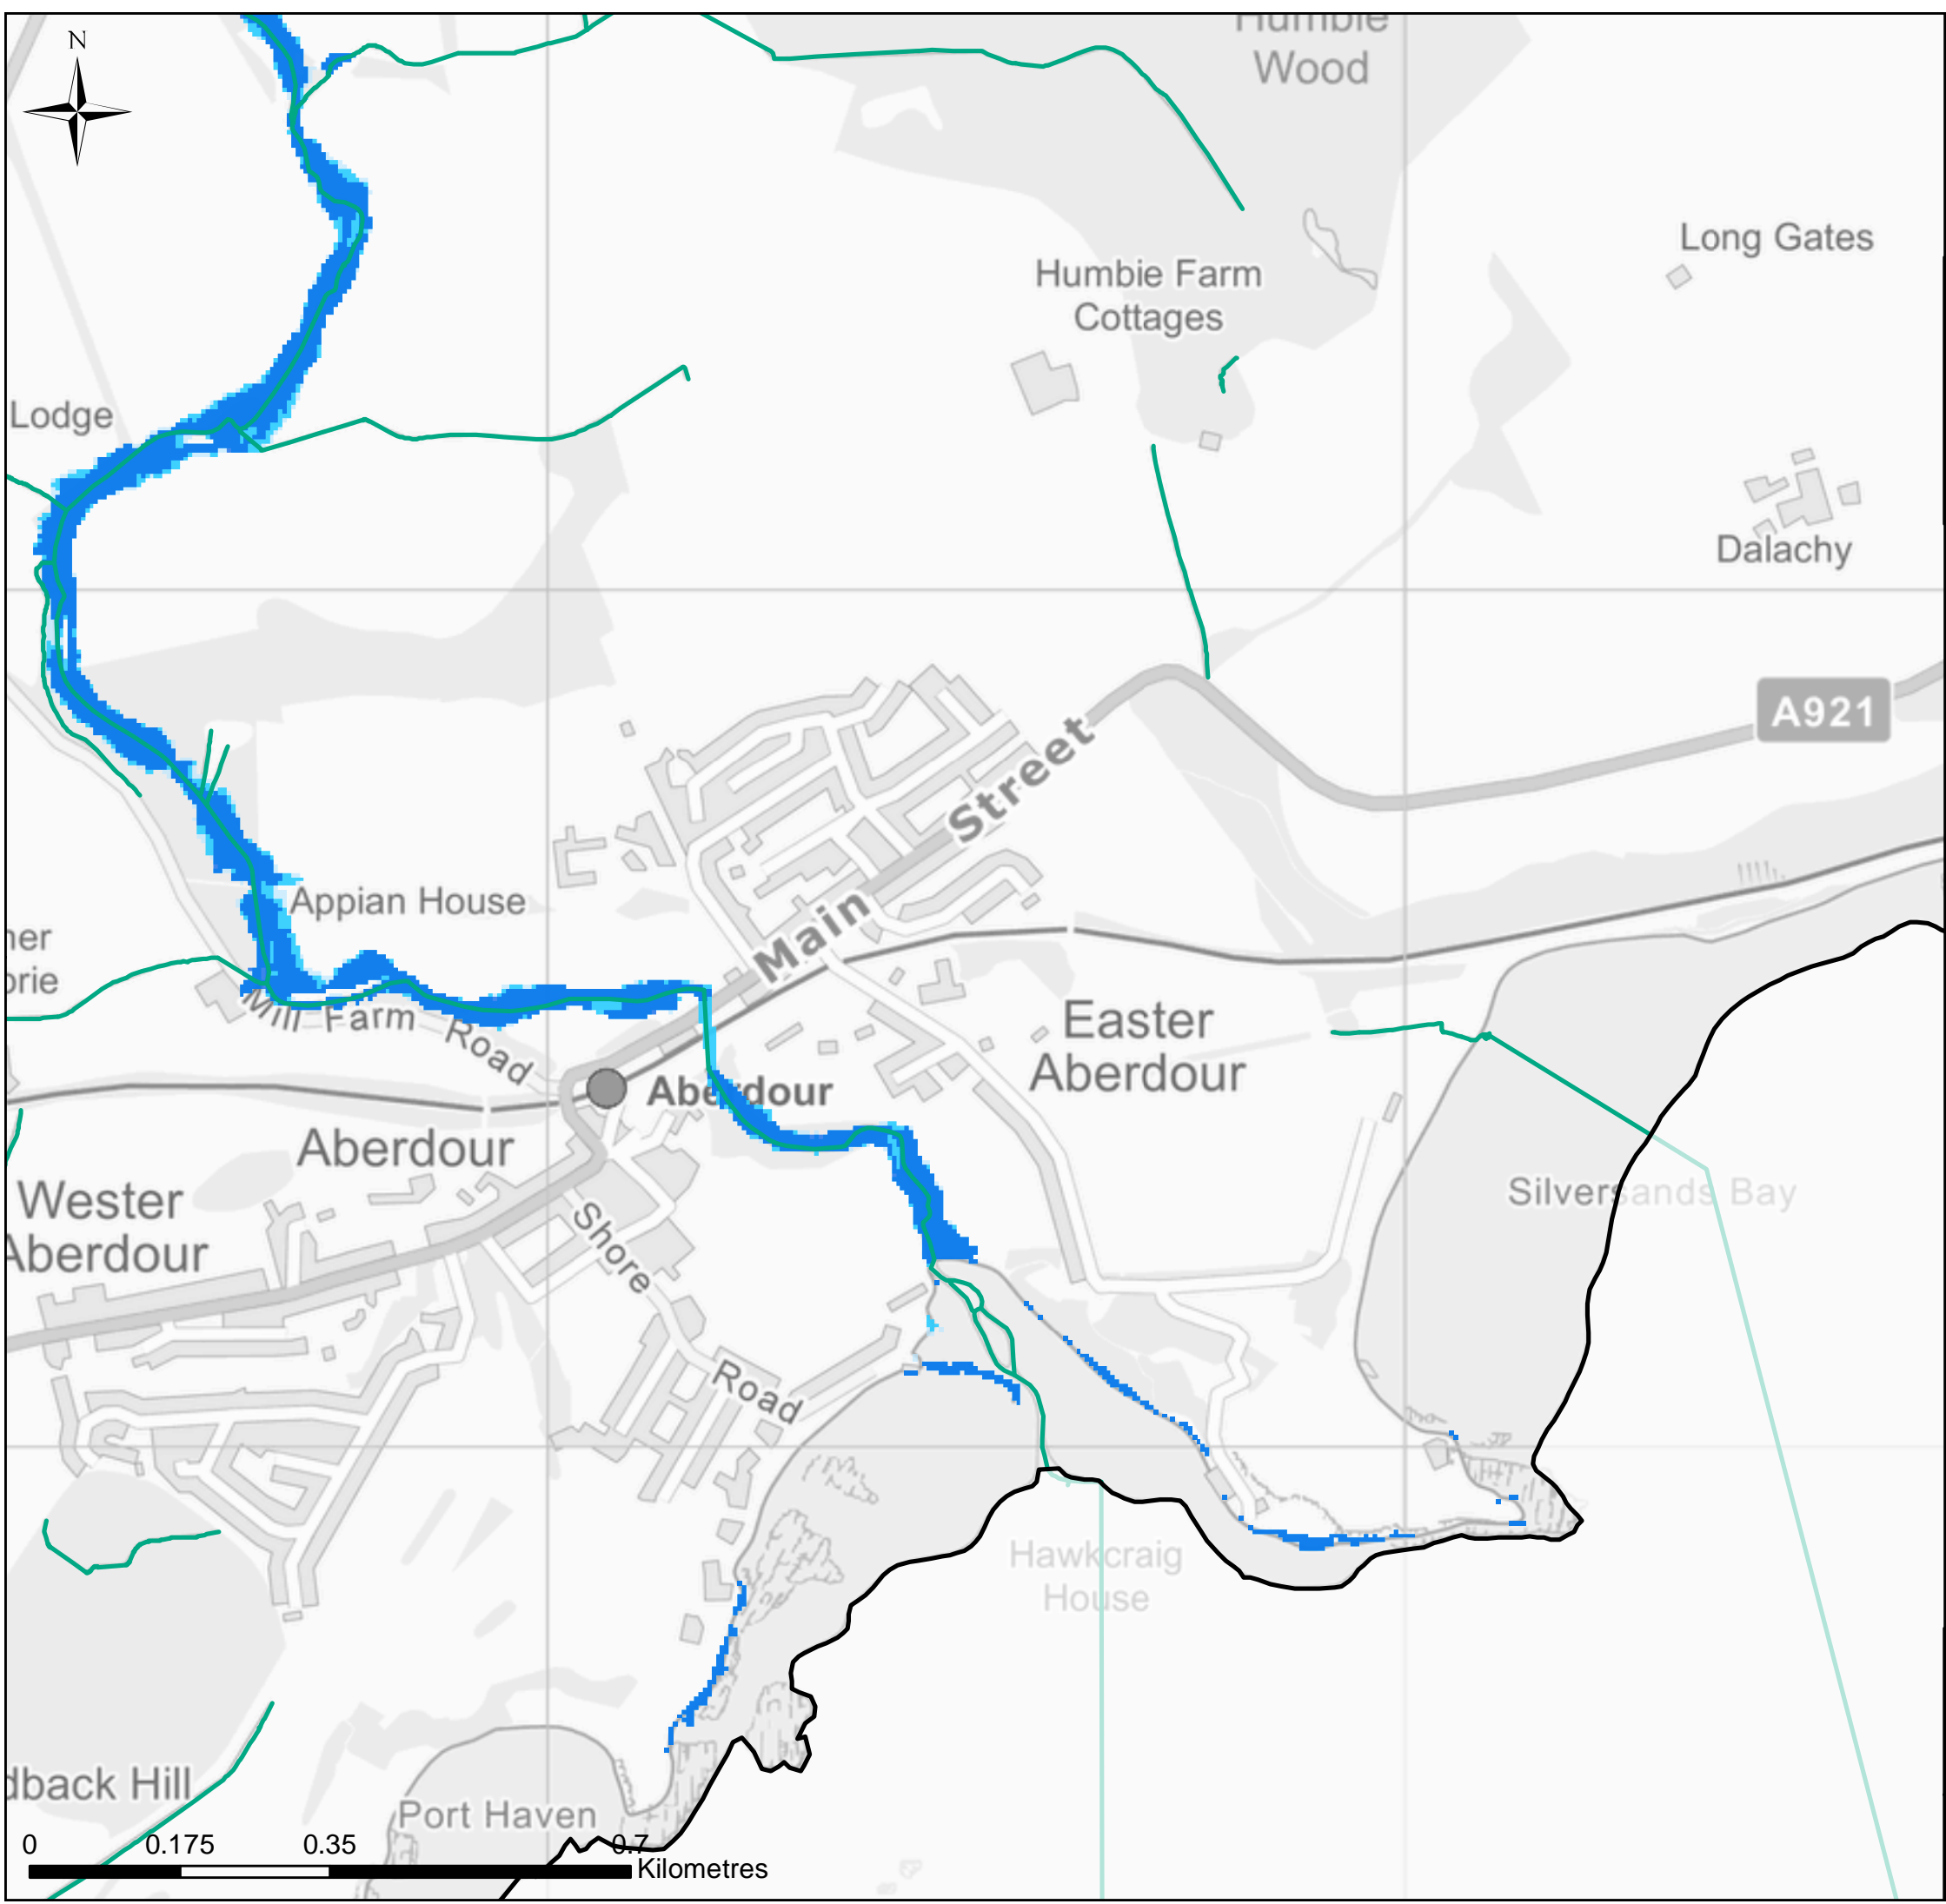 Humbie
Wood
N
Long Gates
Humbie Farm
Cottages
Lodge
Dalachy
A921
Main Street
Appian House
her
orie
Mill Farm Road
Easter
Aberdour
Aberdour
Aberdour
Wester
Aberdour
Silversands Bay
Shore Road
Hawkcraig
House
dback Hill
Port Haven
0 0.175 0.35 0.7
Kilometres